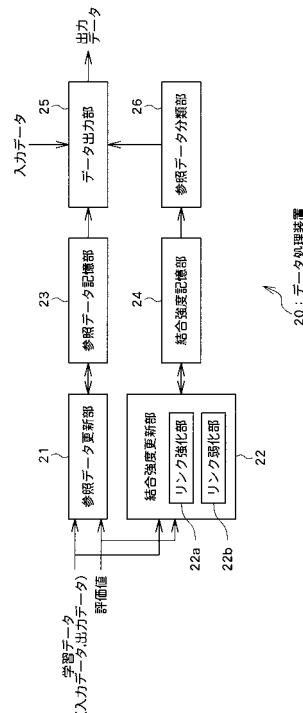 学習データ
(入力データ,出力データ)
評価値
21
参照データ更新部
23
参照データ記憶部
入力データ
25
データ出力部
出力
データ
結合強度更新部
リンク強化部
リンク弱化部
22a
22b
22
24
結合強度記憶部
26
参照データ分類部
20:データ処理装置